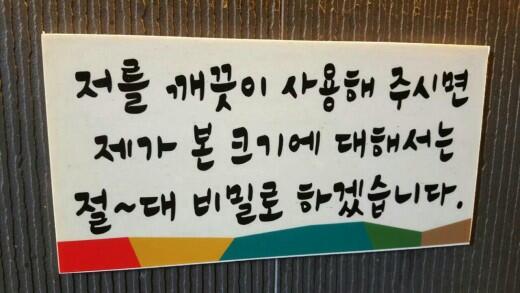 저를 깨끗이 사용해 주시면
제가 본 크기에 대해서는
절~대 비밀로 하겠습니다.